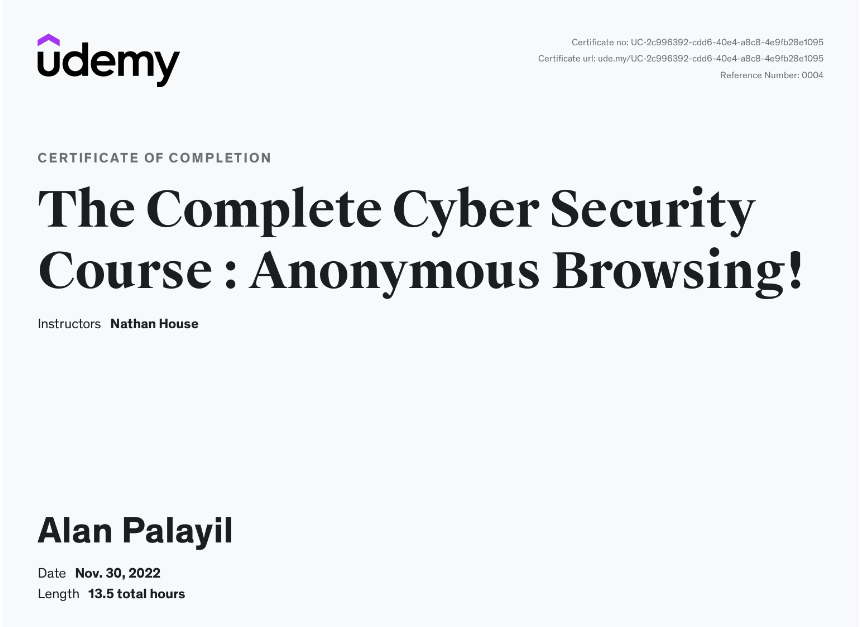 udemy
Certificate no: UC-2c996392-cdd6-40e4-a8c8-4e9fb28e1095
Certificate url: ude.my/UC-2c996392-cdd6-40e4-a8c8-4e9fb28e1095
Reference Number: 0004
CERTIFICATE OF COMPLETION
The Complete Cyber Security
Course : Anonymous Browsing!
Instructors Nathan House
Alan Palayil
Date Nov. 30, 2022
Length 13.5 total hours